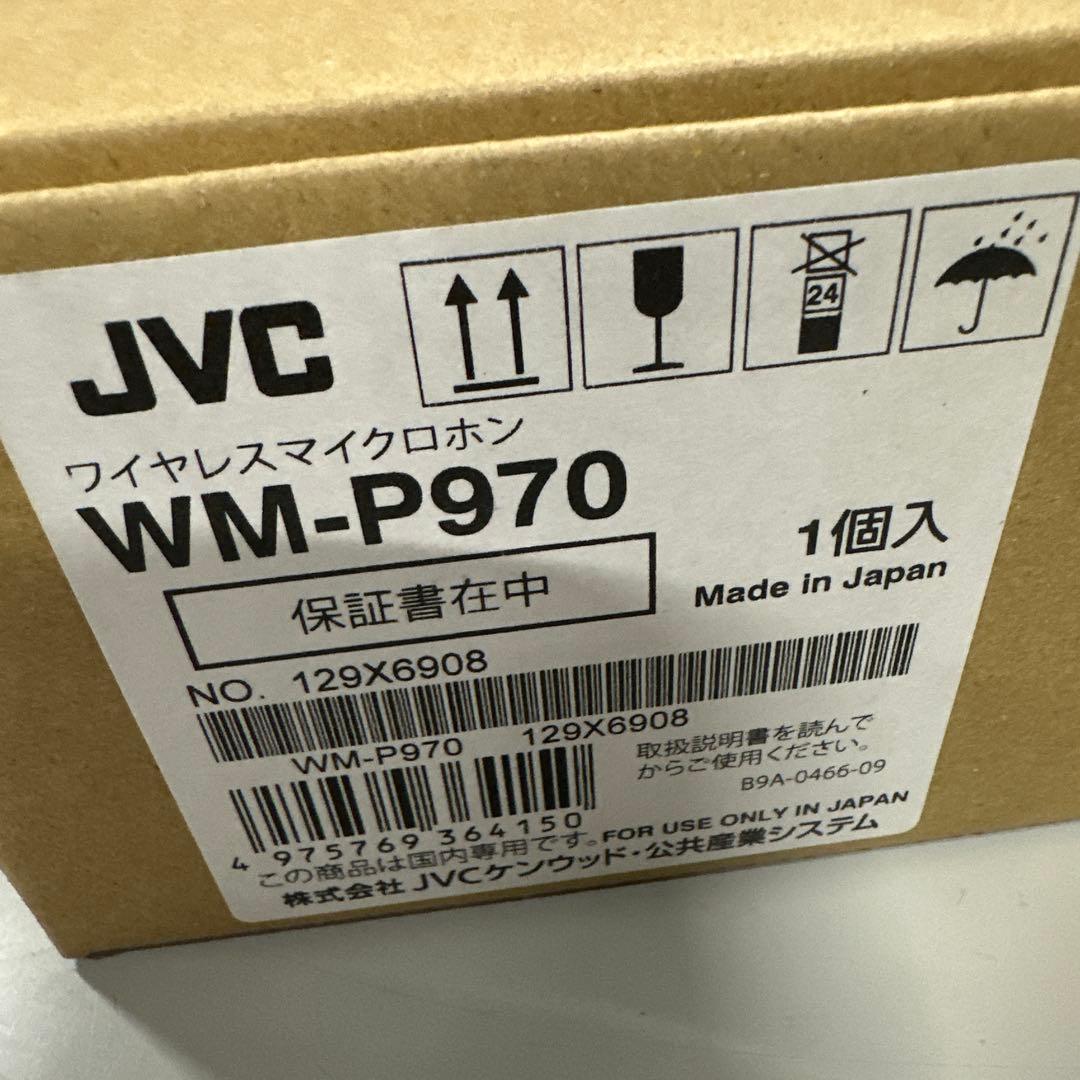 JVC
24
ワイヤレスマイクロホン
WM-P970
1個入
保証書在中
Made in Japan
NO. 129X6908
WM-P970 129X6908
取扱説明書を読んで
からご使用ください。
B9A-0466-09
4 975769 364150
この商品は国内専用です。FOR USE ONLY IN JAPAN
株式会社 JVCケンウッド・公共産業システム